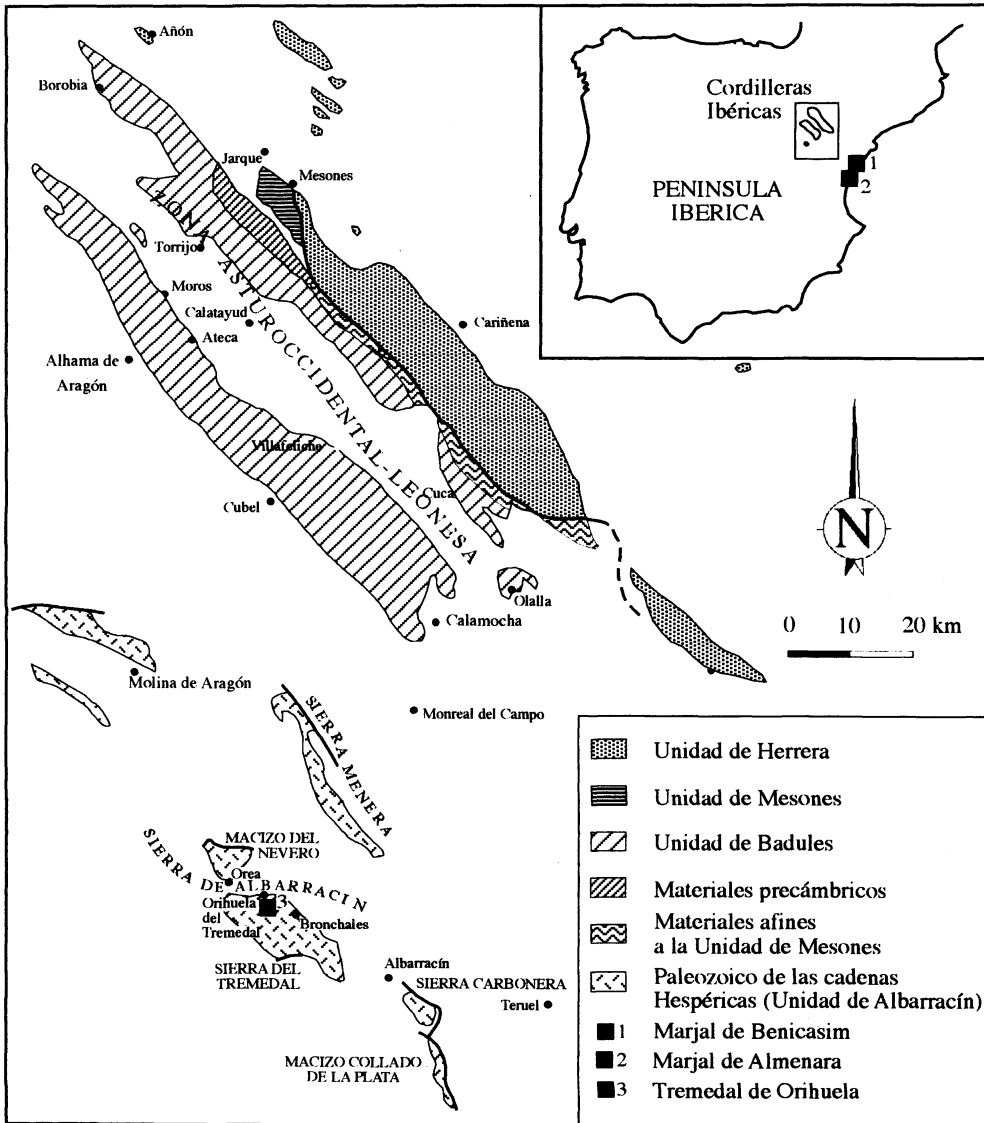 Añón
Borobia
Jarque
Mesones
ZONA ASTUROCCIDENTAL-LEONESA
Torrijo
Moros
Calatayud
Ateca
Cariñena
Alhama de
Aragón
Villafeliche
Cubel
Cuca
Olalla
Calamocha
Molina de Aragón
Monreal del Campo
SIERRA MENERA
MACIZO DEL
NEVERO
SIERRA DE ALBARRACIN
Orea
Orihuela
del
Tremedal
3
Bronchales
SIERRA DEL
TREMEDAL
Albarracín
SIERRA CARBONERA
Teruel
MACIZO COLLADO
DE LA PLATA
Cordilleras
Ibéricas
1
2
PENINSULA
IBERICA
N
0 10 20 km
Unidad de Herrera
Unidad de Mesones
Unidad de Badules
Materiales precámbricos
Materiales afines
a la Unidad de Mesones
Paleozoico de las cadenas
Hespéricas (Unidad de Albarracín)
1 Marjal de Benicasim
2 Marjal de Almenara
3 Tremedal de Orihuela